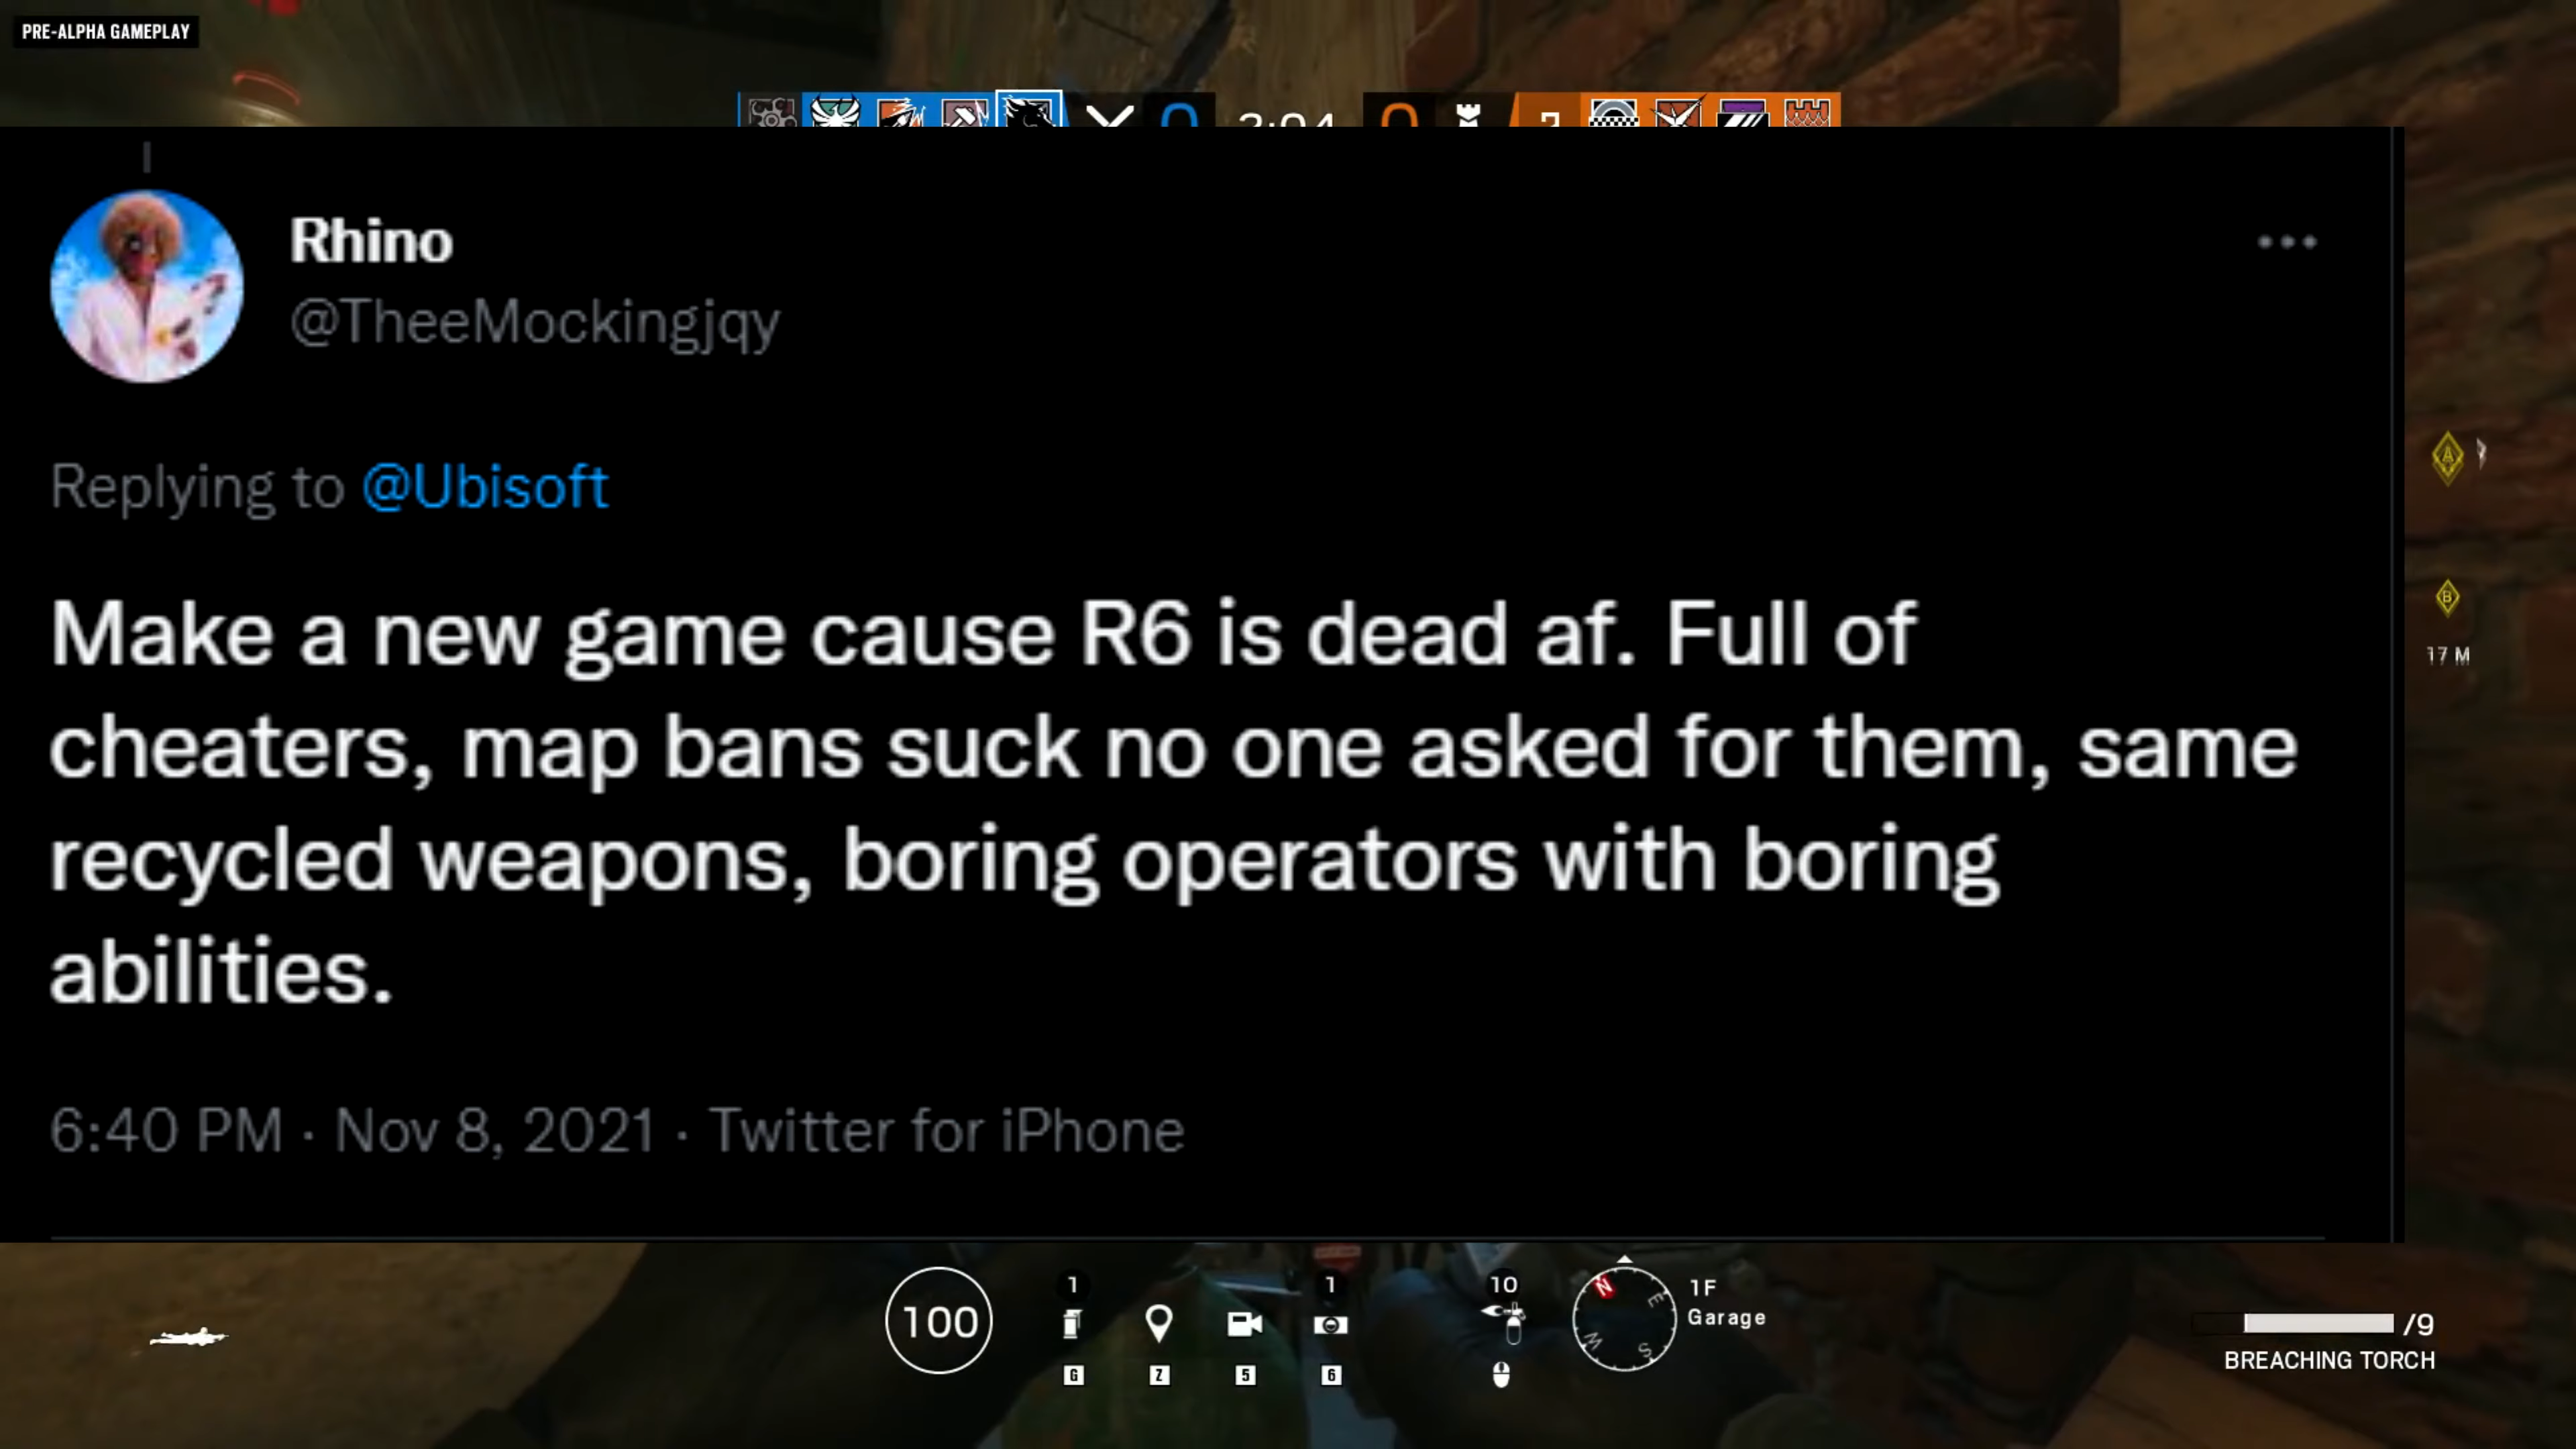 PRE-ALPHA GAMEPLAY
Rhino
@TheeMockingjqy
Replying to @Ubisoft
Make a new game cause R6 is dead af. Full of
cheaters, map bans suck no one asked for them, same
recycled weapons, boring operators with boring
abilities.
6:40 PM · Nov 8, 2021 · Twitter for iPhone
A
B
17 M
100
1
1
10
N
E
S
W
1F
Garage
G
Z
5
6
/9
BREACHING TORCH